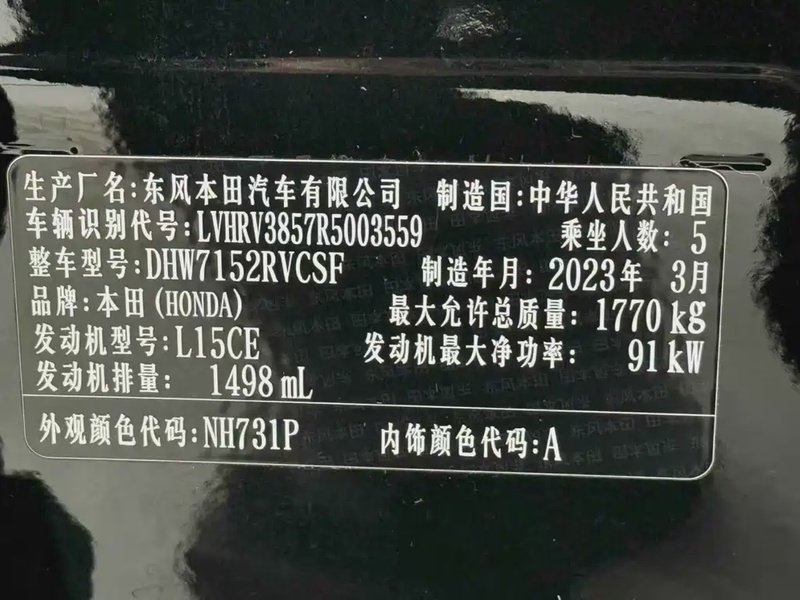 生产厂名:东风本田汽车有限公司 制造国:中华人民共和国
车辆识别代号:LVHRV3857R5003559 乘坐人数: 5
整车型号:DHW7152RVCSF 制造年月: 2023年 3月
品牌:本田(HONDA) 最大允许总质量: 1770 kg
发动机型号:L15CE 发动机最大净功率: 91 kW
发动机排量: 1498 mL
外观颜色代码:NH731P 内饰颜色代码:A